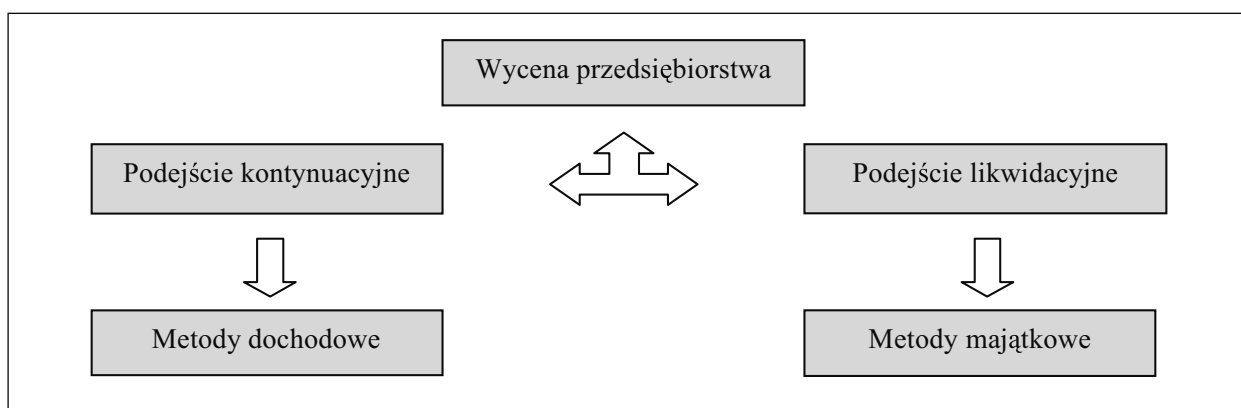 Wycena przedsiębiorstwa
Podejście kontynuacyjne
Podejście likwidacyjne
Metody dochodowe
Metody majątkowe